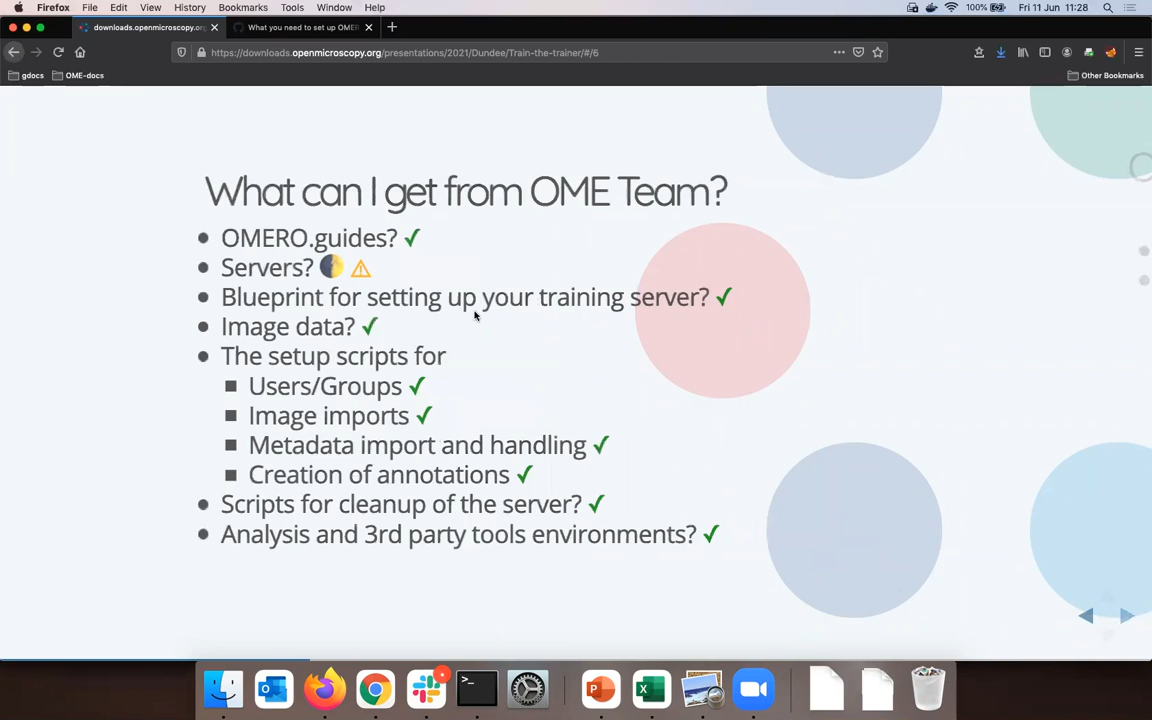 Firefox File Edit View History Bookmarks Tools Window Help 100% Fri 11 Jun 11:28
downloads.openmicroscopy.org What you need to set up OMER
https://downloads.openmicroscopy.org/presentations/2021/Dundee/Train-the-trainer/#/6
gdocs OME-docs Other Bookmarks
What can I get from OME Team?
OMERO.guides? ✓
Servers?
Blueprint for setting up your training server? ✓
Image data? ✓
The setup scripts for
Users/Groups ✓
Image imports ✓
Metadata import and handling ✓
Creation of annotations ✓
Scripts for cleanup of the server? ✓
Analysis and 3rd party tools environments? ✓